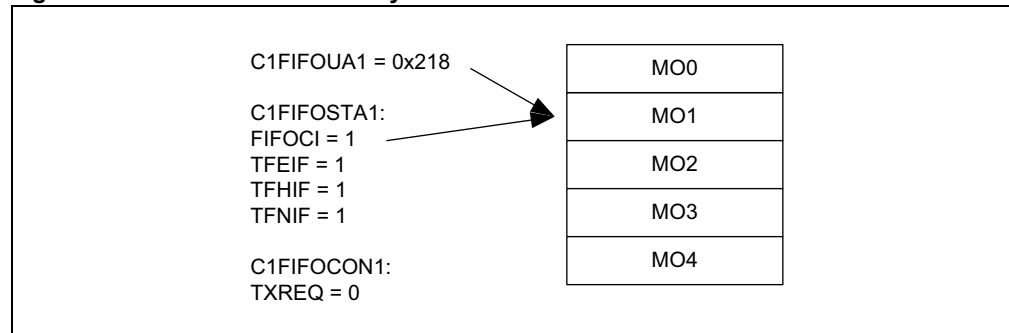 C1FIFOUA1 = 0x218
C1FIFOSTA1:
FIFOCI = 1
TFEIF = 1
TFHIF = 1
TFNIF = 1
C1FIFOCON1:
TXREQ = 0
MO0
MO1
MO2
MO3
MO4